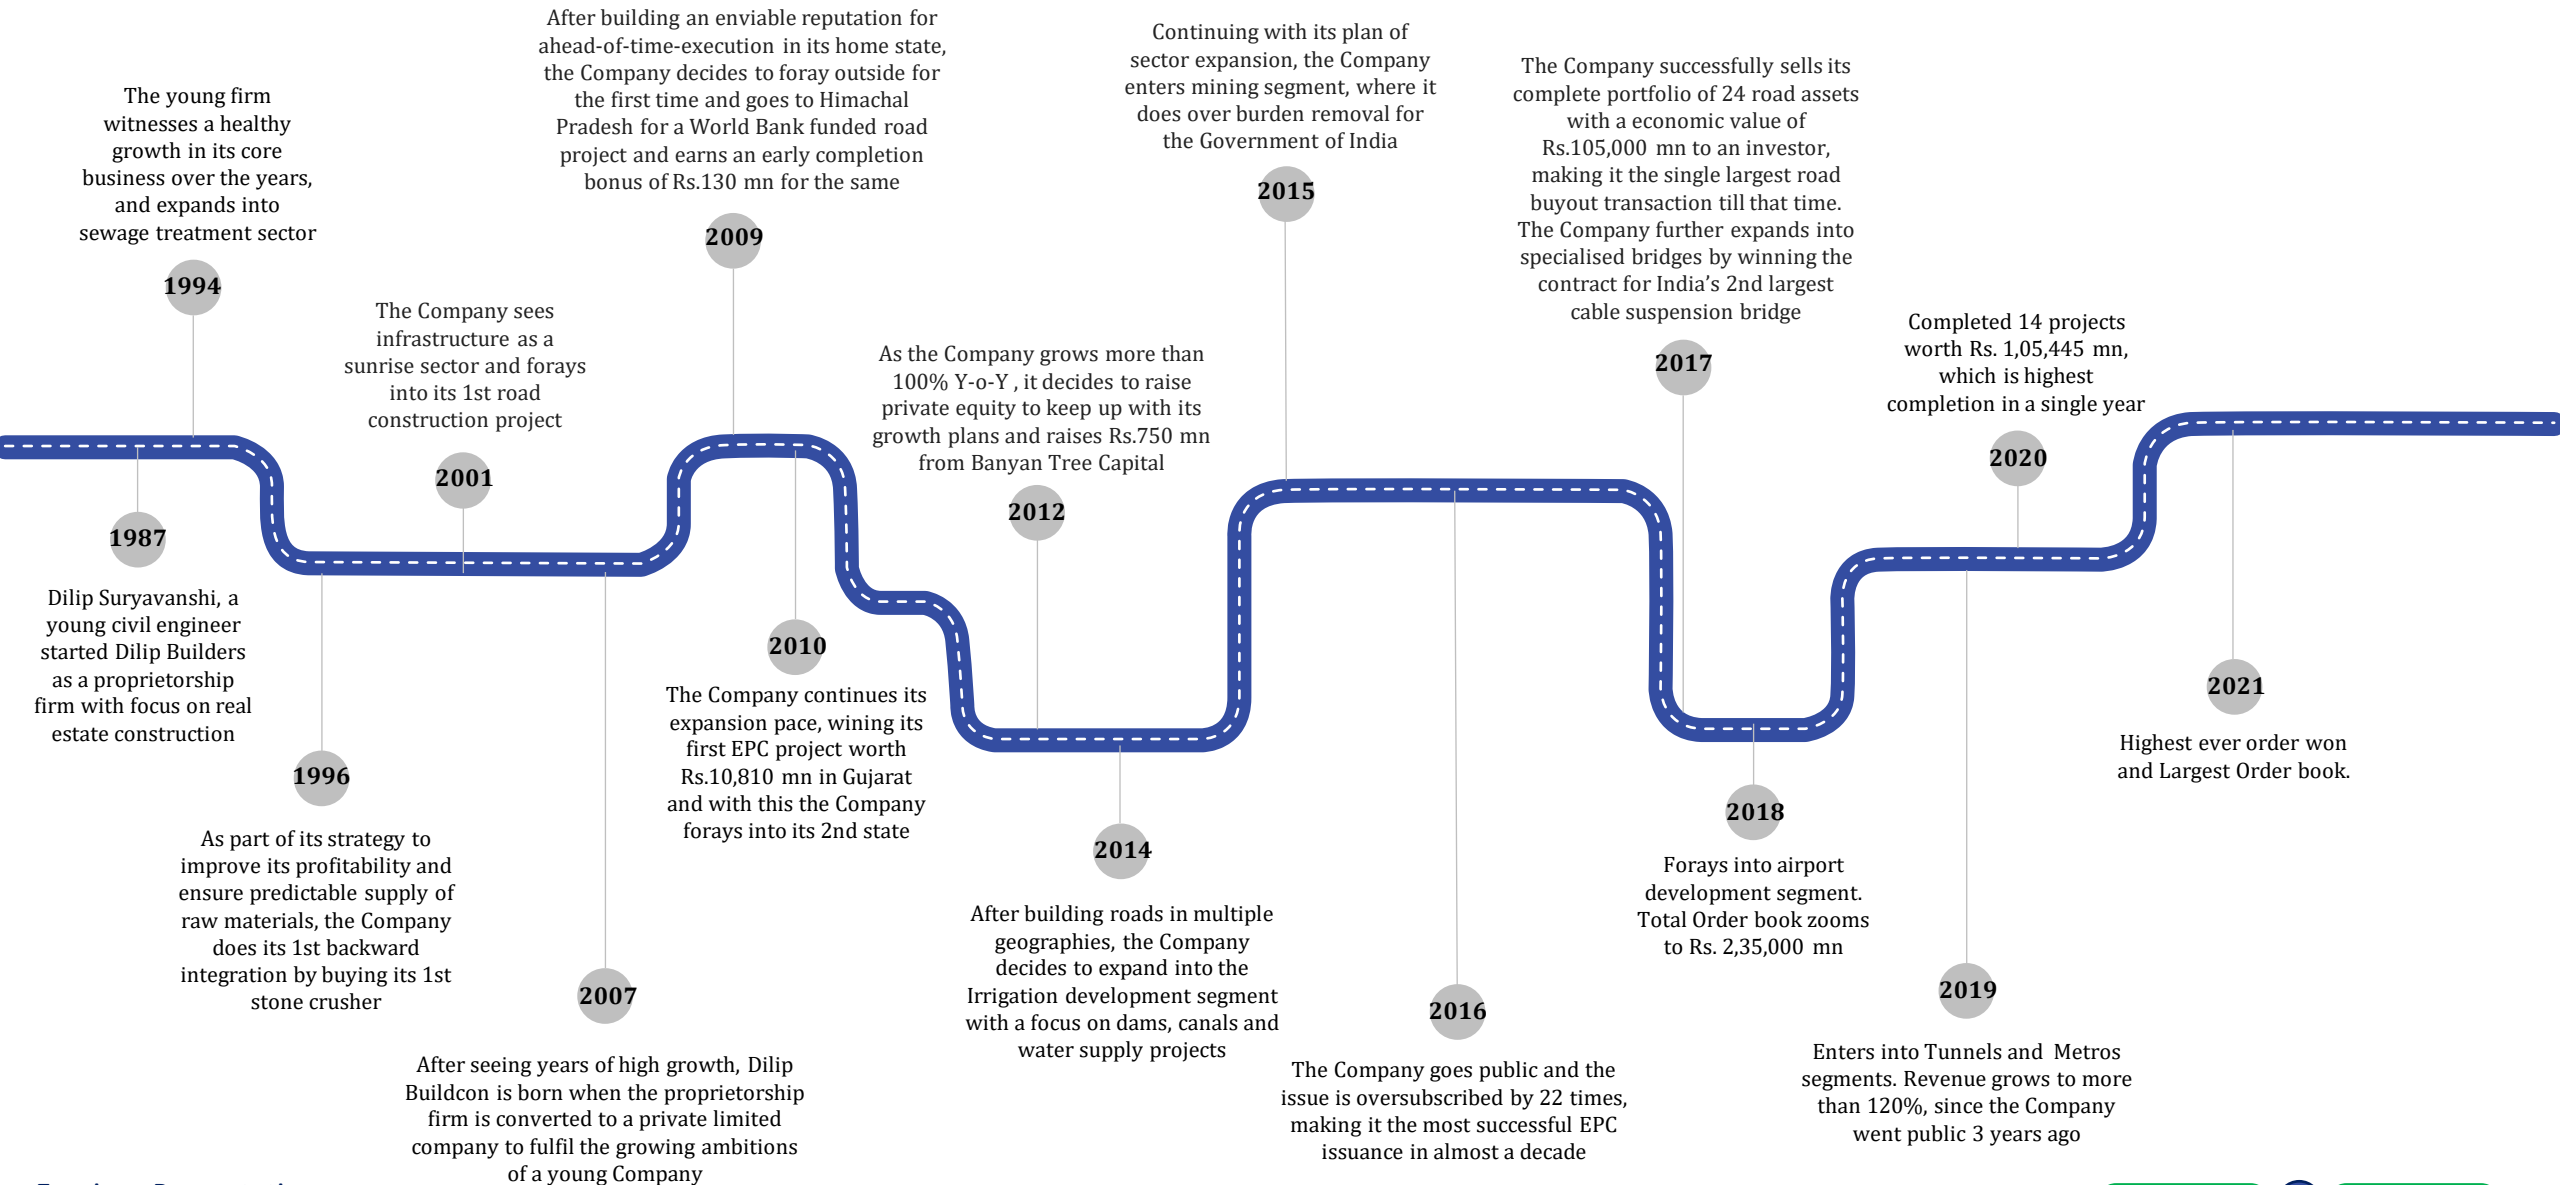 The young firm
witnesses a healthy
growth in its core
business over the years,
and expands into
sewage treatment sector
1994
1987
Dilip Suryavanshi, a
young civil engineer
started Dilip Builders
as a proprietorship
firm with focus on real
estate construction
1996
As part of its strategy to
improve its profitability and
ensure predictable supply of
raw materials, the Company
does its 1st backward
integration by buying its 1st
stone crusher
The Company sees
infrastructure as a
sunrise sector and forays
into its 1st road
construction project
2001
2007
After seeing years of high growth, Dilip
Buildcon is born when the proprietorship
firm is converted to a private limited
company to fulfil the growing ambitions
of a young Company
After building an enviable reputation for
ahead-of-time-execution in its home state,
the Company decides to foray outside for
the first time and goes to Himachal
Pradesh for a World Bank funded road
project and earns an early completion
bonus of Rs.130 mn for the same
2009
2010
The Company continues its
expansion pace, wining its
first EPC project worth
Rs.10,810 mn in Gujarat
and with this the Company
forays into its 2nd state
As the Company grows more than
100% Y-o-Y , it decides to raise
private equity to keep up with its
growth plans and raises Rs.750 mn
from Banyan Tree Capital
2012
2014
After building roads in multiple
geographies, the Company
decides to expand into the
Irrigation development segment
with a focus on dams, canals and
water supply projects
Continuing with its plan of
sector expansion, the Company
enters mining segment, where it
does over burden removal for
the Government of India
2015
2016
The Company goes public and the
issue is oversubscribed by 22 times,
making it the most successful EPC
issuance in almost a decade
The Company successfully sells its
complete portfolio of 24 road assets
with a economic value of
Rs.105,000 mn to an investor,
making it the single largest road
buyout transaction till that time.
The Company further expands into
specialised bridges by winning the
contract for India's 2nd largest
cable suspension bridge
2017
2018
Forays into airport
development segment.
Total Order book zooms
to Rs. 2,35,000 mn
2019
Enters into Tunnels and Metros
segments. Revenue grows to more
than 120%, since the Company
went public 3 years ago
Completed 14 projects
worth Rs. 1,05,445 mn,
which is highest
completion in a single year
2020
2021
Highest ever order won
and Largest Order book.